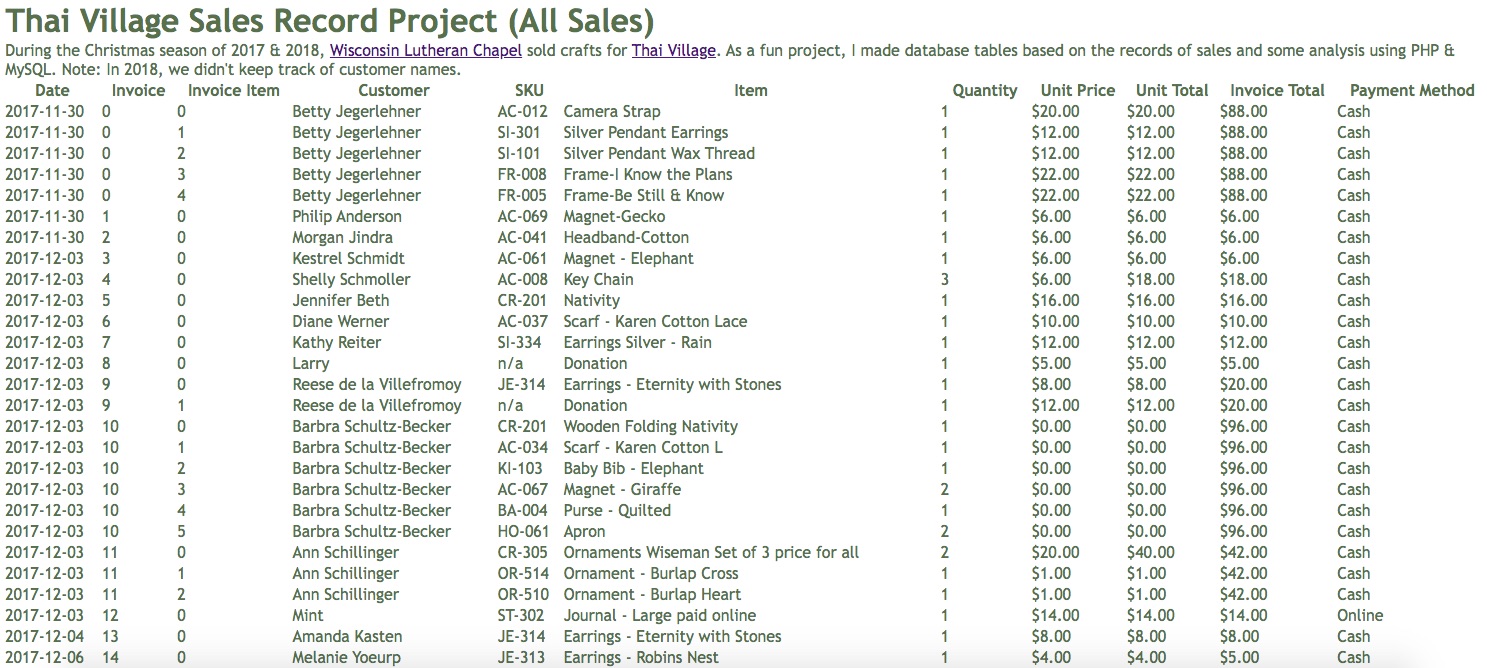 Thai Village Sales Record Project (All Sales)
During the Christmas season of 2017 & 2018, Wisconsin Lutheran Chapel sold crafts for Thai Village. As a fun project, I made database tables based on the records of sales and some analysis using PHP &
MySQL. Note: In 2018, we didn't keep track of customer names.
Date Invoice Invoice Item Customer SKU Item Quantity Unit Price Unit Total Invoice Total Payment Method
2017-11-30 0 0 Betty Jegerlehner AC-012 Camera Strap 1 $20.00 $20.00 $88.00 Cash
2017-11-30 0 1 Betty Jegerlehner SI-301 Silver Pendant Earrings 1 $12.00 $12.00 $88.00 Cash
2017-11-30 0 2 Betty Jegerlehner SI-101 Silver Pendant Wax Thread 1 $12.00 $12.00 $88.00 Cash
2017-11-30 0 3 Betty Jegerlehner FR-008 Frame-I Know the Plans 1 $22.00 $22.00 $88.00 Cash
2017-11-30 0 4 Betty Jegerlehner FR-005 Frame-Be Still & Know 1 $22.00 $22.00 $88.00 Cash
2017-11-30 1 0 Philip Anderson AC-069 Magnet-Gecko 1 $6.00 $6.00 $6.00 Cash
2017-11-30 2 0 Morgan Jindra AC-041 Headband-Cotton 1 $6.00 $6.00 $6.00 Cash
2017-12-03 3 0 Kestrel Schmidt AC-061 Magnet - Elephant 1 $6.00 $6.00 $6.00 Cash
2017-12-03 4 0 Shelly Schmoller AC-008 Key Chain 3 $6.00 $18.00 $18.00 Cash
2017-12-03 5 0 Jennifer Beth CR-201 Nativity 1 $16.00 $16.00 $16.00 Cash
2017-12-03 6 0 Diane Werner AC-037 Scarf - Karen Cotton Lace 1 $10.00 $10.00 $10.00 Cash
2017-12-03 7 0 Kathy Reiter SI-334 Earrings Silver - Rain 1 $12.00 $12.00 $12.00 Cash
2017-12-03 8 0 Larry n/a Donation 1 $5.00 $5.00 $5.00 Cash
2017-12-03 9 0 Reese de la Villefromoy JE-314 Earrings - Eternity with Stones 1 $8.00 $8.00 $20.00 Cash
2017-12-03 9 1 Reese de la Villefromoy n/a Donation 1 $12.00 $12.00 $20.00 Cash
2017-12-03 10 0 Barbra Schultz-Becker CR-201 Wooden Folding Nativity 1 $0.00 $0.00 $96.00 Cash
2017-12-03 10 1 Barbra Schultz-Becker AC-034 Scarf - Karen Cotton L 1 $0.00 $0.00 $96.00 Cash
2017-12-03 10 2 Barbra Schultz-Becker KI-103 Baby Bib - Elephant 1 $0.00 $0.00 $96.00 Cash
2017-12-03 10 3 Barbra Schultz-Becker AC-067 Magnet - Giraffe 2 $0.00 $0.00 $96.00 Cash
2017-12-03 10 4 Barbra Schultz-Becker BA-004 Purse - Quilted 1 $0.00 $0.00 $96.00 Cash
2017-12-03 10 5 Barbra Schultz-Becker HO-061 Apron 2 $0.00 $0.00 $96.00 Cash
2017-12-03 11 0 Ann Schillinger CR-305 Ornaments Wiseman Set of 3 price for all 2 $20.00 $40.00 $42.00 Cash
2017-12-03 11 1 Ann Schillinger OR-514 Ornament - Burlap Cross 1 $1.00 $1.00 $42.00 Cash
2017-12-03 11 2 Ann Schillinger OR-510 Ornament - Burlap Heart 1 $1.00 $1.00 $42.00 Cash
2017-12-03 12 0 Mint ST-302 Journal - Large paid online 1 $14.00 $14.00 $14.00 Online
2017-12-04 13 0 Amanda Kasten JE-314 Earrings - Eternity with Stones 1 $8.00 $8.00 $8.00 Cash
2017-12-06 14 0 Melanie Yoeurp JE-313 Earrings - Robins Nest 1 $4.00 $4.00 $5.00 Cash